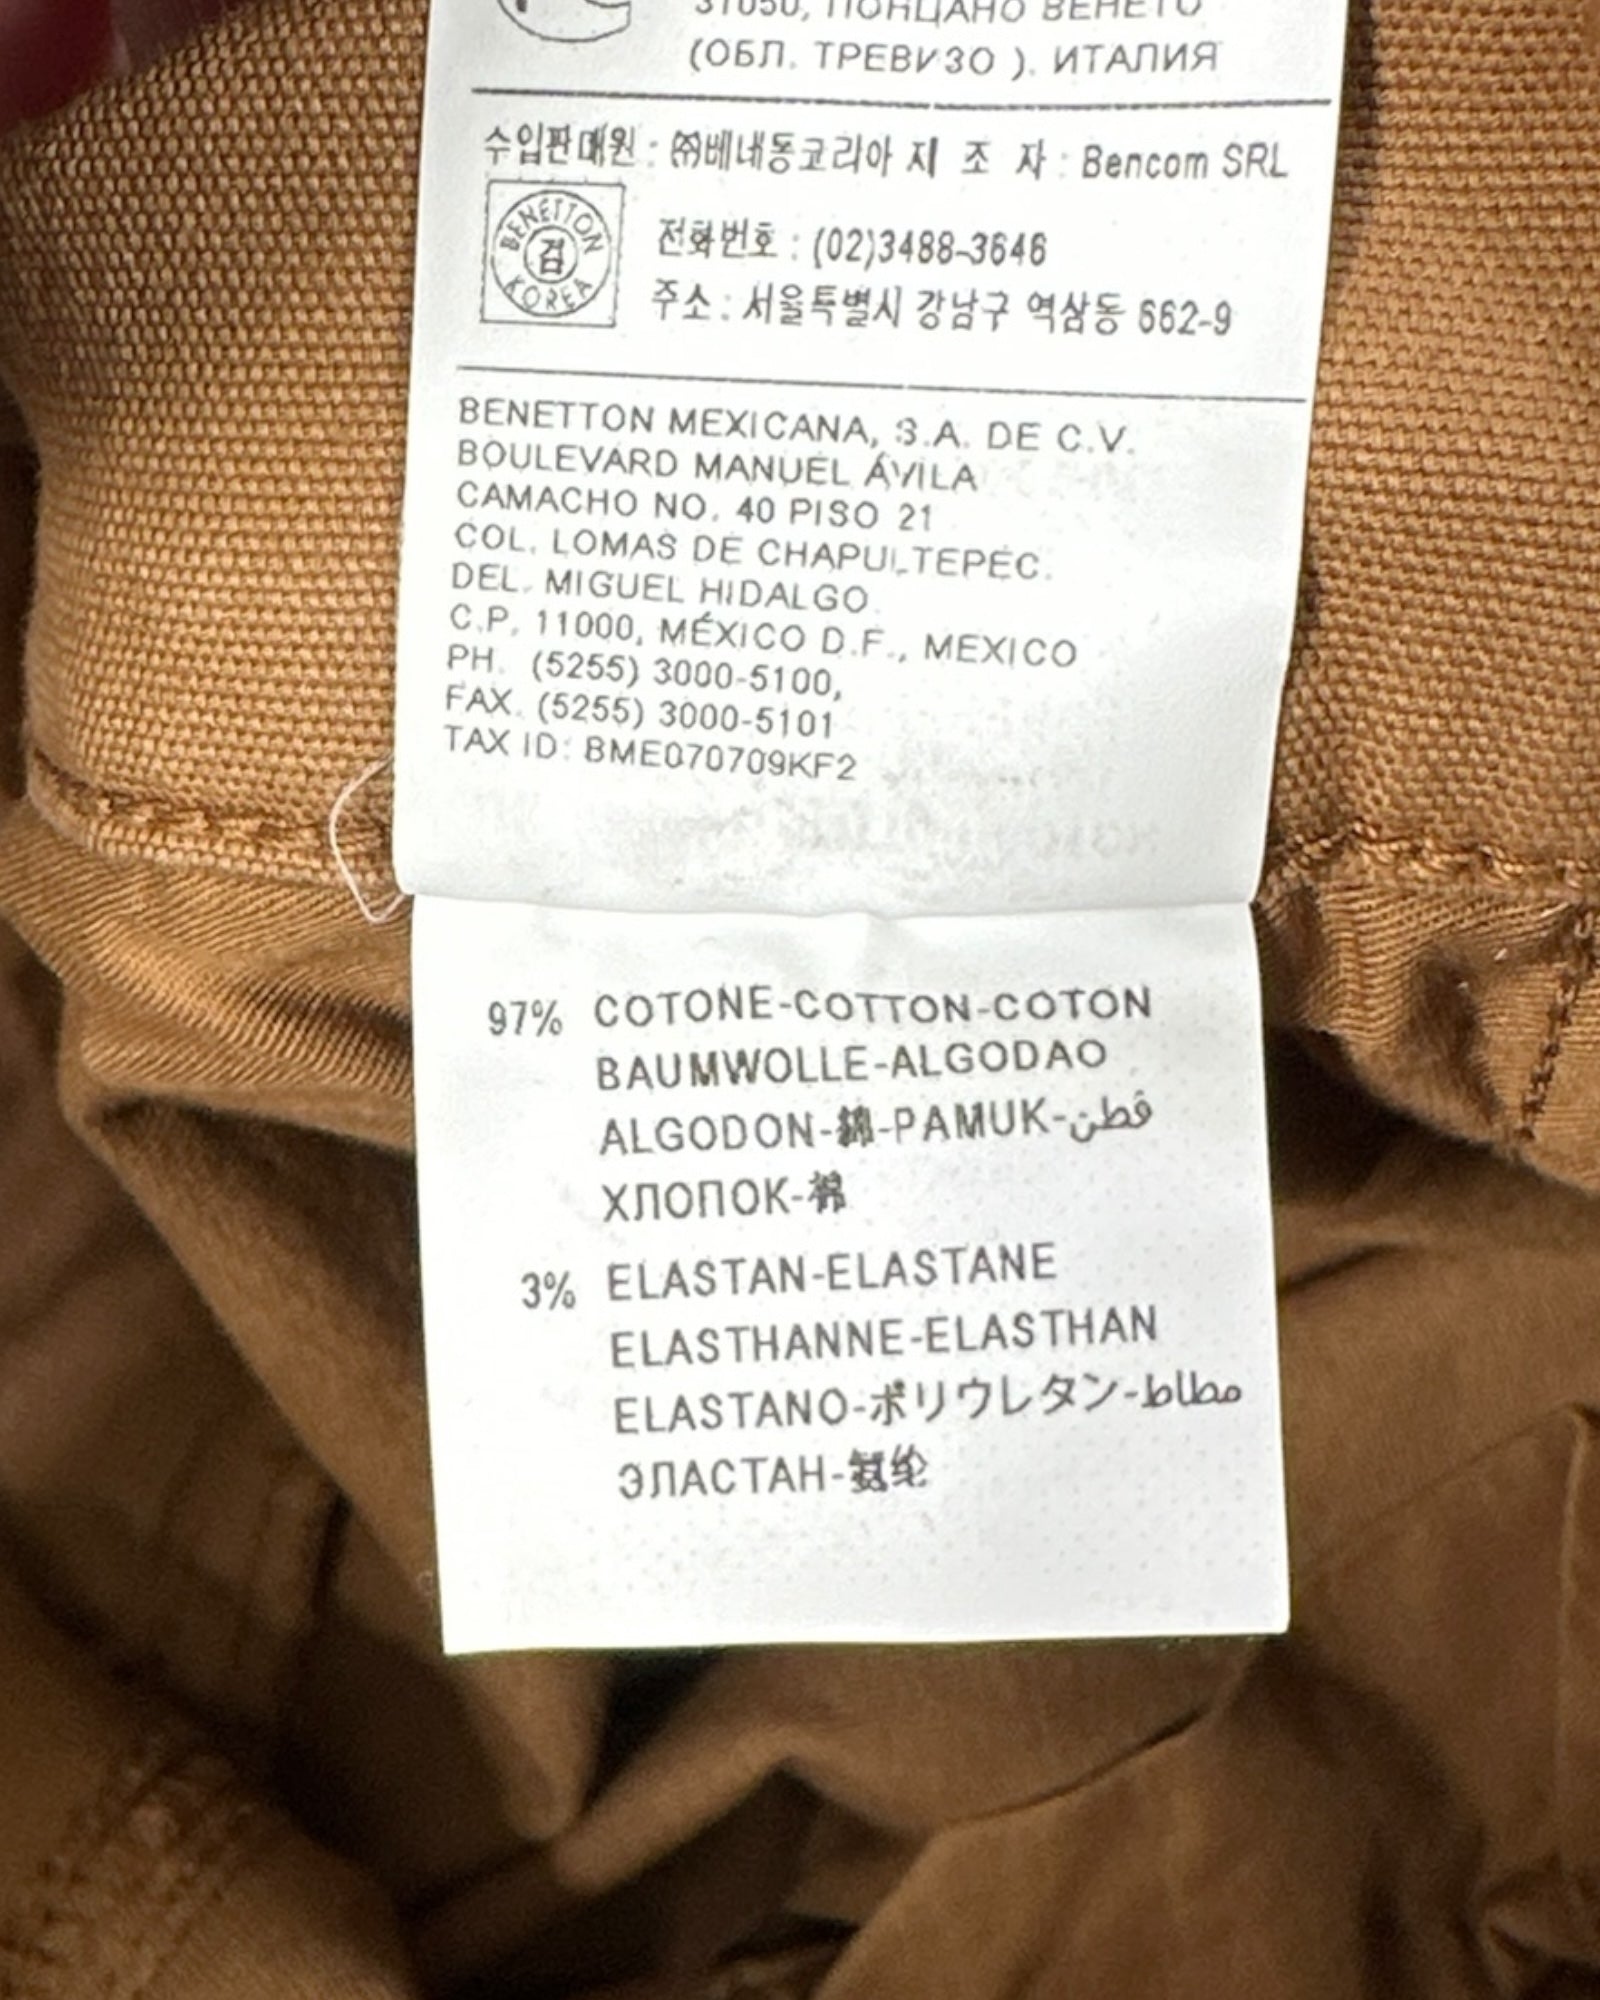 31050, ПОНЦАНО ВЕНЕТО
(ОБЛ. ТРЕВИЗО ). ИТАЛИЯ
수입판매원 : ㈜베네통코리아 제 조 자 : Bencom SRL
BENETTON KOREA
검
전화번호 : (02)3488-3646
주소 : 서울특별시 강남구 역삼동 662-9
BENETTON MEXICANA, S.A. DE C.V.
BOULEVARD MANUEL ÁVILA
CAMACHO NO. 40 PISO 21
COL. LOMAS DE CHAPULTEPEC.
DEL. MIGUEL HIDALGO
C.P. 11000, MÉXICO D.F., MEXICO
PH. (5255) 3000-5100,
FAX. (5255) 3000-5101
TAX ID: BME070709KF2
97% COTONE-COTTON-COTON
BAUMWOLLE-ALGODAO
ALGODON-綿-PAMUK-قطن
ХЛОПОК-棉
3% ELASTAN-ELASTANE
ELASTHANNE-ELASTHAN
ELASTANO-ポリウレタン-مطاط
ЭЛАСТАН-氨纶